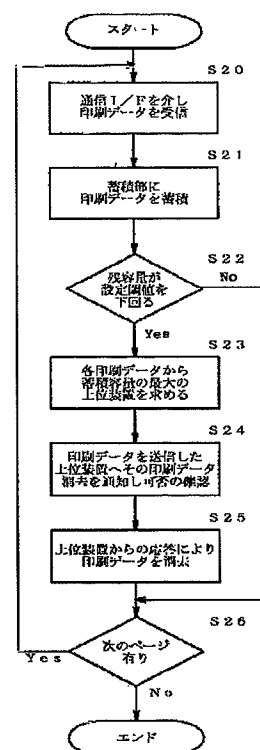 スタート
S20
通信I/Fを介し
印刷データを受信
S21
蓄積部に
印刷データを蓄積
S22
残容量が
設定閾値を
下回る
No
Yes
S23
各印刷データから
蓄積容量の最大の
上位装置を求める
S24
印刷データを送信した
上位装置へその印刷データ
消去を通知し可否の確認
S25
上位装置からの応答により
印刷データを消去
S26
次のページ
有り
Yes
No
エンド